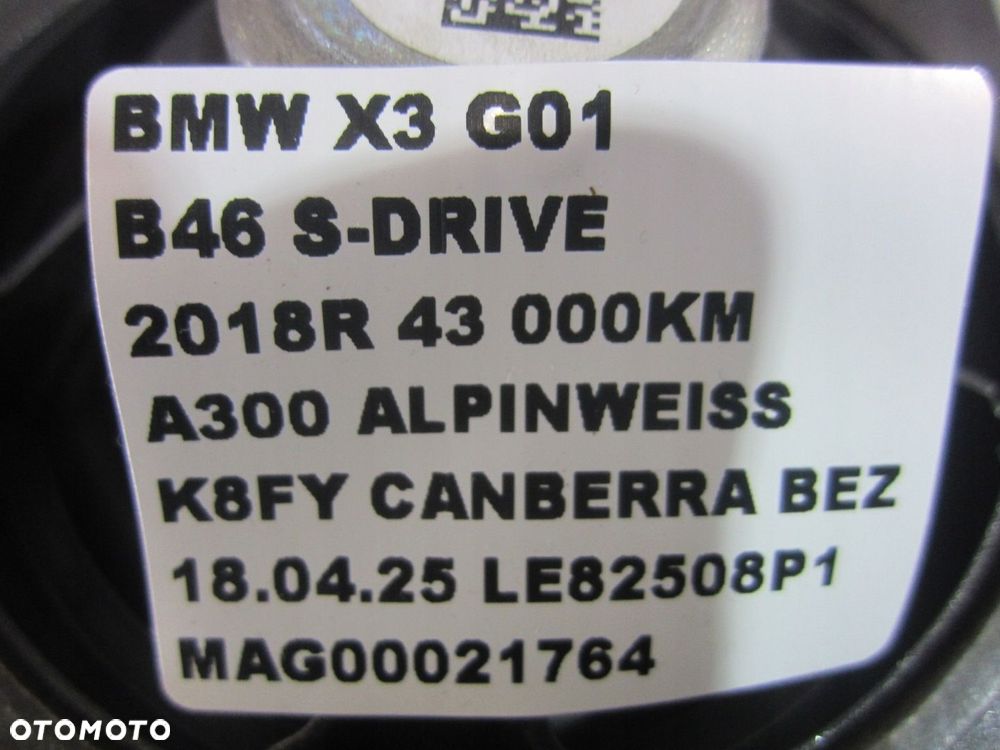 BMW X3 G01
B46 S-DRIVE
2018R 43 000KM
A300 ALPINWEISS
K8FY CANBERRA BEZ
18.04.25 LE82508P1
MAG00021764
OTOMOTO